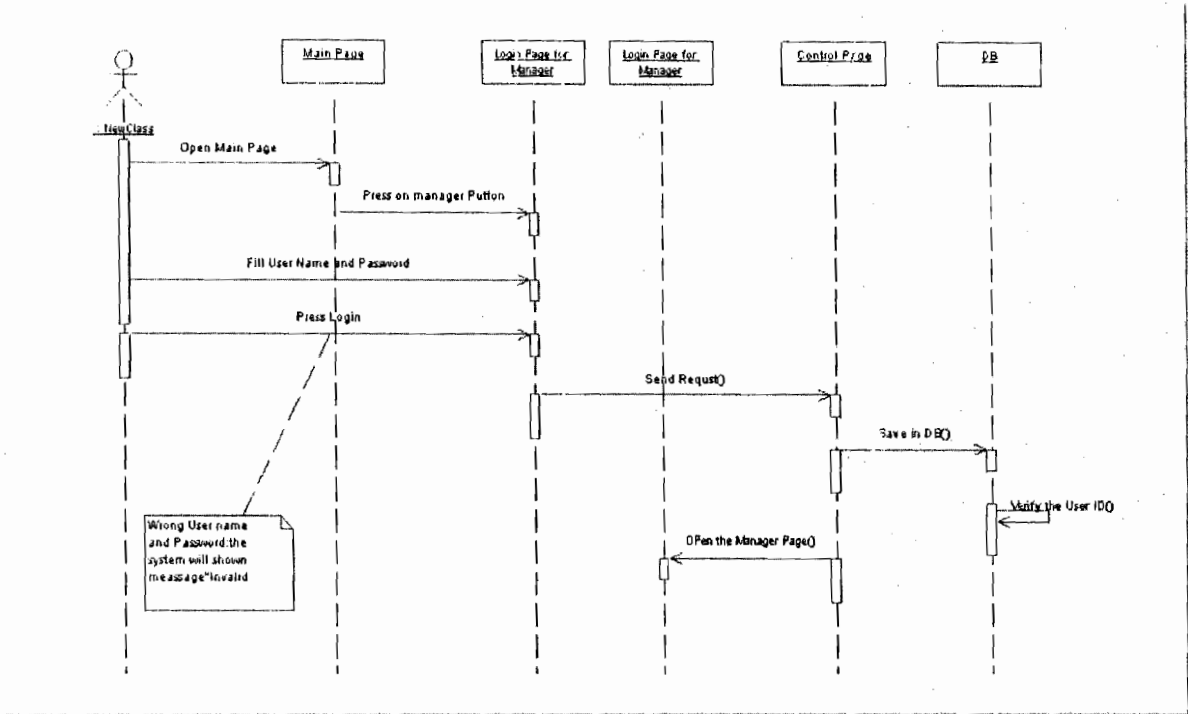 Main Page
Login Page for
Manager
Login Page for
Manager
Control Page
DB
: NewClass
Open Main Page
Press on manager Putton
Fill User Name and Password
Press Login
Send Requst()
Save in DB()
Verify the User ID()
OPen the Manager Page()
Wrong User name
and Password:the
system will shown
meassage"Invalid